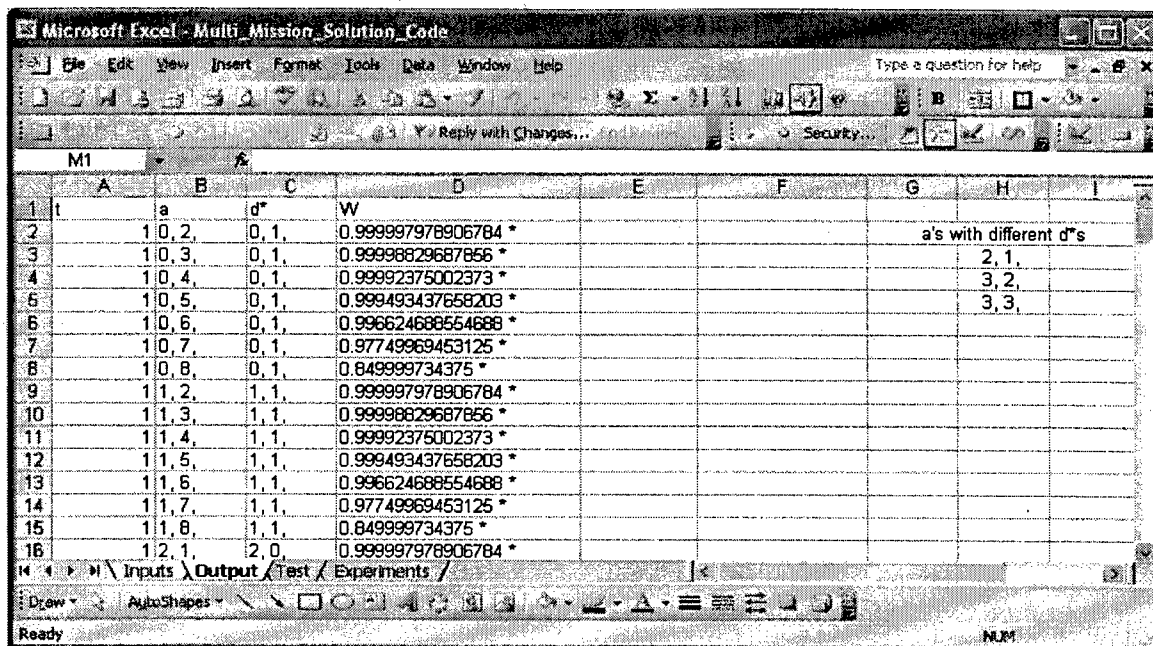 Microsoft Excel - Multi_Mission_Solution_Code
File Edit View Insert Format Tools Data Window Help Type a question for help
Reply with Changes... Security...
M1 fx
A B C D E F G H I
1 t a d* W
2 1 0, 2, 0, 1, 0.999997978906784 * a's with different d*s
3 1 0, 3, 0, 1, 0.99998829687856 * 2, 1,
4 1 0, 4, 0, 1, 0.99992375002373 * 3, 2,
5 1 0, 5, 0, 1, 0.999493437658203 * 3, 3,
6 1 0, 6, 0, 1, 0.996624688554688 *
7 1 0, 7, 0, 1, 0.97749969453125 *
8 1 0, 8, 0, 1, 0.849999734375 *
9 1 1, 2, 1, 1, 0.999997978906784 *
10 1 1, 3, 1, 1, 0.99998829687856 *
11 1 1, 4, 1, 1, 0.99992375002373 *
12 1 1, 5, 1, 1, 0.999493437658203 *
13 1 1, 6, 1, 1, 0.996624688554688 *
14 1 1, 7, 1, 1, 0.97749969453125 *
15 1 1, 8, 1, 1, 0.849999734375 *
16 1 2, 1, 2, 0, 0.999997978906784 *
Inputs Output Test Experiments
Draw AutoShapes
Ready NUM